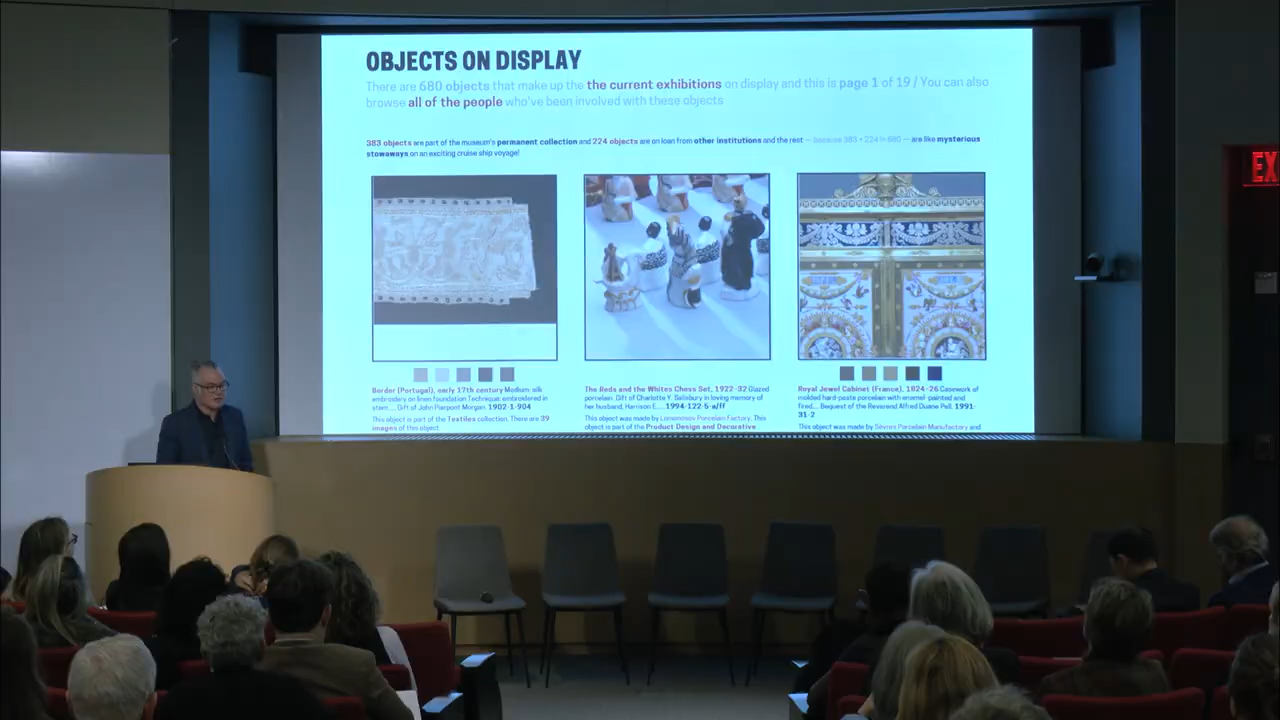 OBJECTS ON DISPLAY
There are 680 objects that make up the the current exhibitions on display and this is page 1 of 19 / You can also
browse all of the people who've been involved with these objects
383 objects are part of the museum's permanent collection and 224 objects are on loan from other institutions and the rest — because 383 + 224 != 680 — are like mysterious
stowaways on an exciting cruise ship voyage!
Border (Portugal), early 17th century Medium: silk
embroidery on linen foundation Technique: embroidered in
stem.... Gift of John Pierpont Morgan. 1902-1-904
This object is part of the Textiles collection. There are 39
images of this object
The Reds and the Whites Chess Set, 1922-32 Glazed
porcelain. Gift of Charlotte Y. Salisbury in loving memory of
her husband, Harrison E.... 1994-122-5-a/ff
This object was made by Lomonosov Porcelain Factory. This
object is part of the Product Design and Decorative
Royal Jewel Cabinet (France), 1824-26 Casework of
molded hard-paste porcelain with enamel-painted and
fired,... Bequest of the Reverend Alfred Duane Pell. 1991-
31-2
This object was made by Sèvres Porcelain Manufactory and
EX